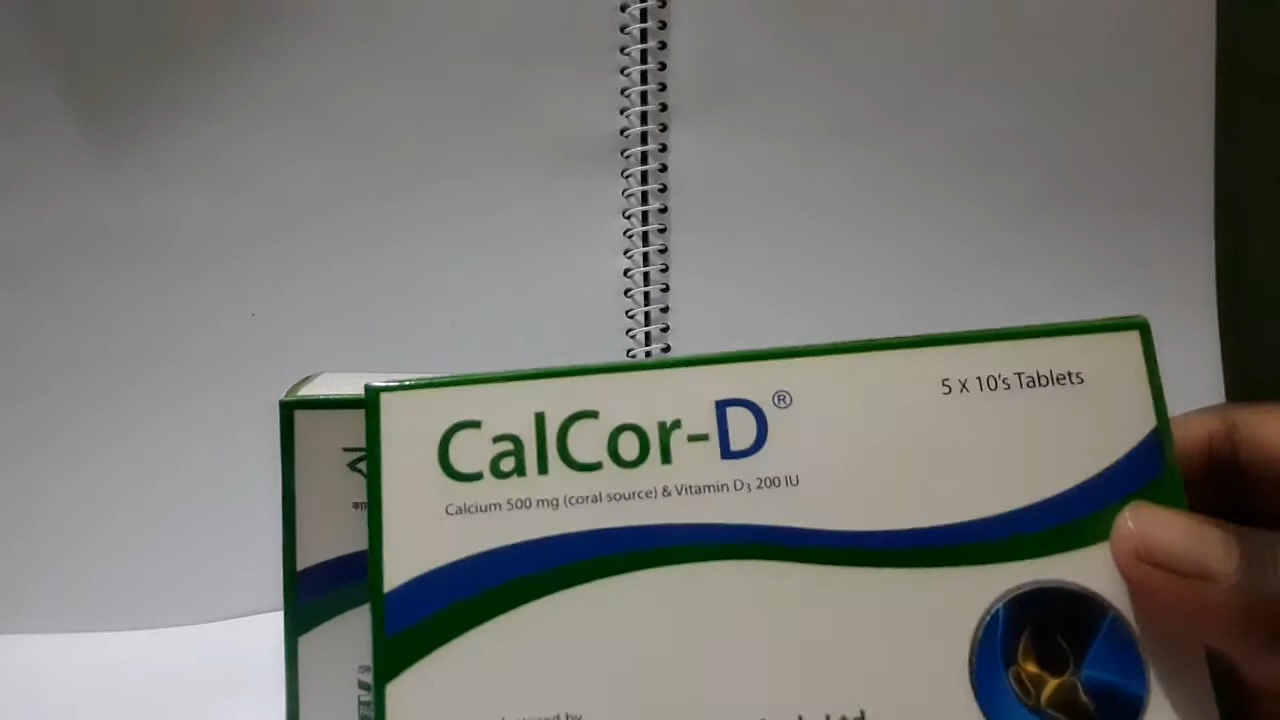 CalCor-D®
5 X 10's Tablets
Calcium 500 mg (coral source) & Vitamin D3 200 IU